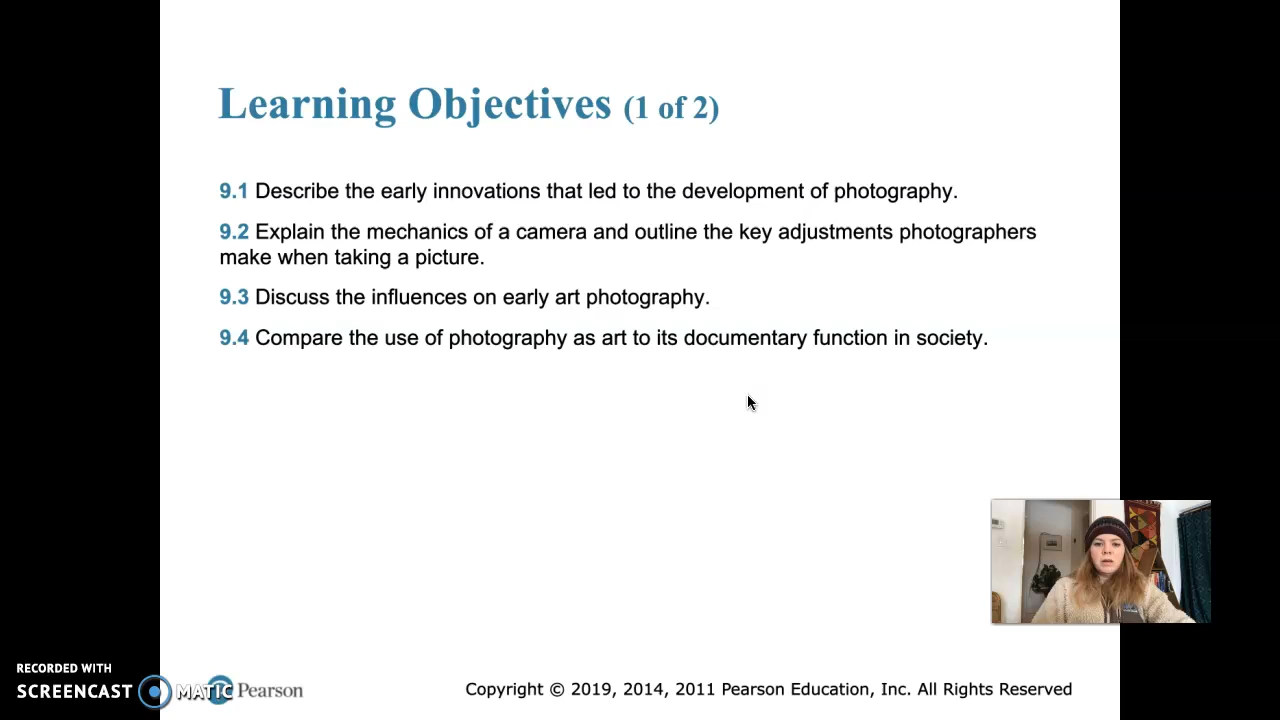 Learning Objectives (1 of 2)
9.1 Describe the early innovations that led to the development of photography.
9.2 Explain the mechanics of a camera and outline the key adjustments photographers
make when taking a picture.
9.3 Discuss the influences on early art photography.
9.4 Compare the use of photography as art to its documentary function in society.
RECORDED WITH
SCREENCAST MATIC
Pearson
Copyright © 2019, 2014, 2011 Pearson Education, Inc. All Rights Reserved